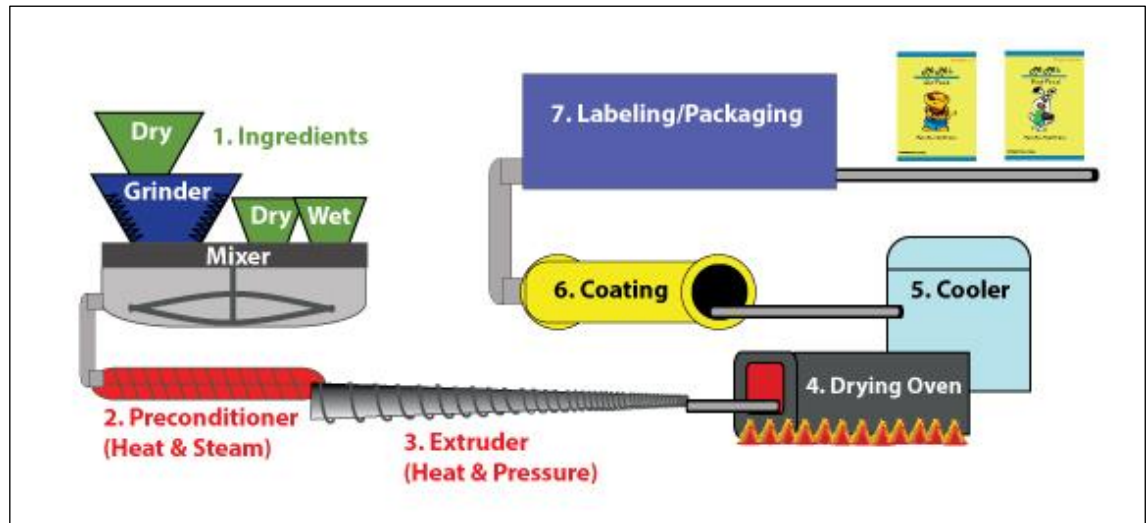 Dry
1. Ingredients
Grinder
Dry
Wet
Mixer
2. Preconditioner
(Heat & Steam)
3. Extruder
(Heat & Pressure)
4. Drying Oven
5. Cooler
6. Coating
7. Labeling/Packaging